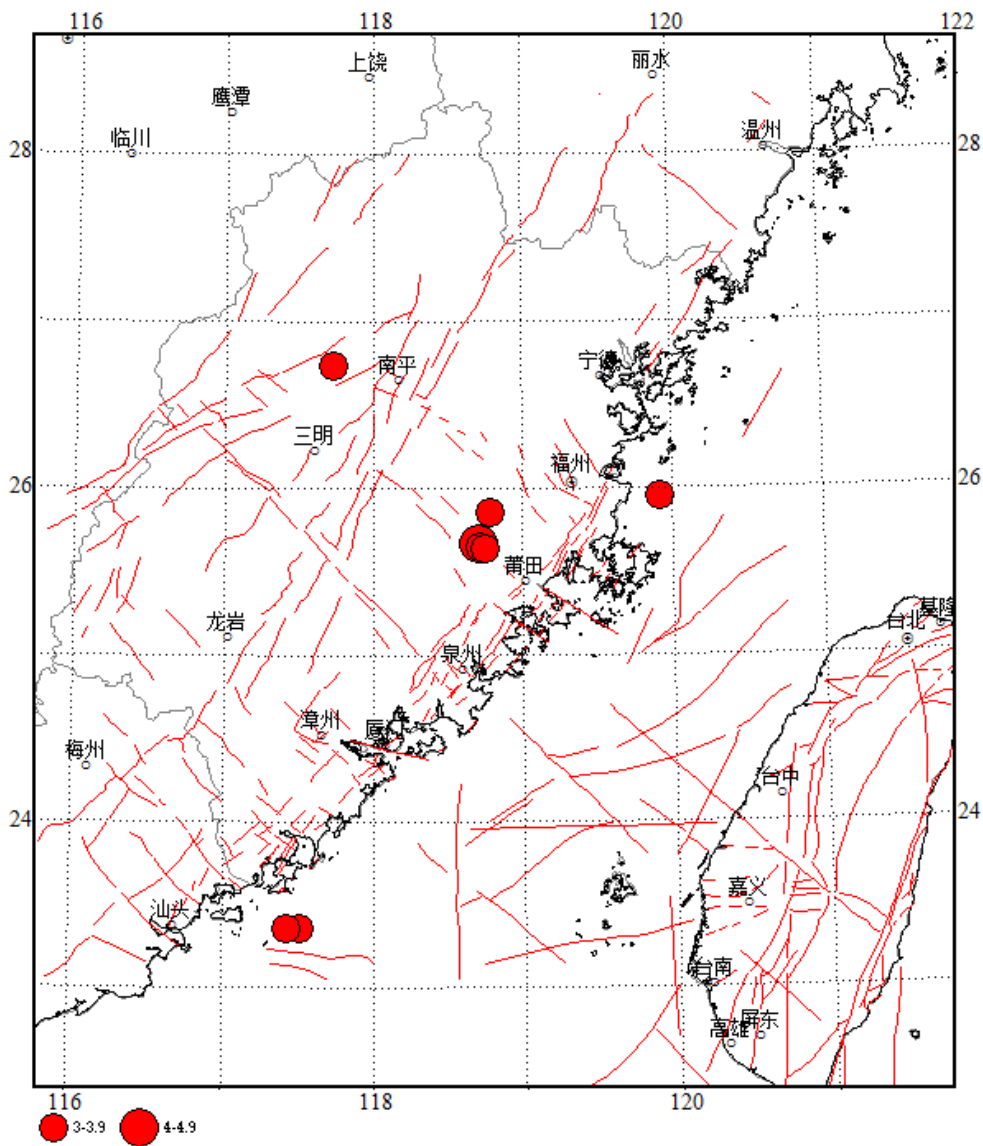 116 118 120 122
上饶 丽水
鹰潭
临川 温州
28 28
宁德
南平
三明
福州
26 26
莆田
龙岩 基隆
台北
泉州
漳州
梅州
台中
24 24
嘉义
汕头
台南
高雄 屏东
116 118 120
3-3.9 4-4.9